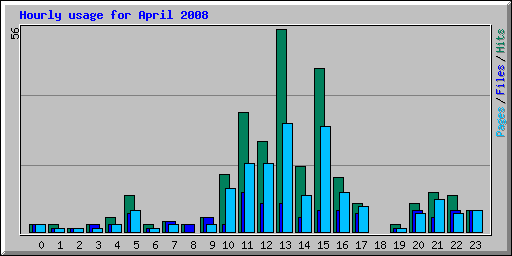 Hourly usage for April 2008
56
Pages / Files / Hits
0 1 2 3 4 5 6 7 8 9 10 11 12 13 14 15 16 17 18 19 20 21 22 23